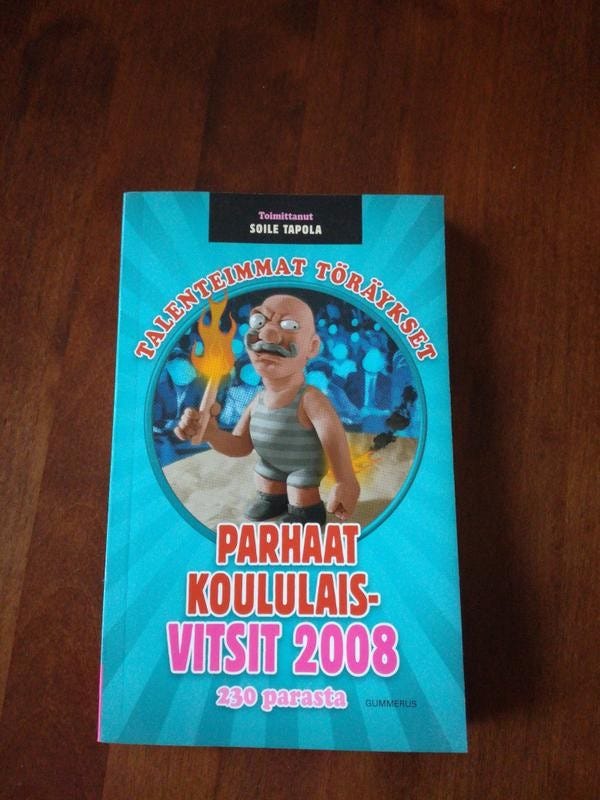 Toimittanut
SOILE TAPOLA
TALENTEIMMAT TÖRÄYKSET
PARHAAT
KOULULAIS-
VITSIT 2008
230 parasta
GUMMERUS